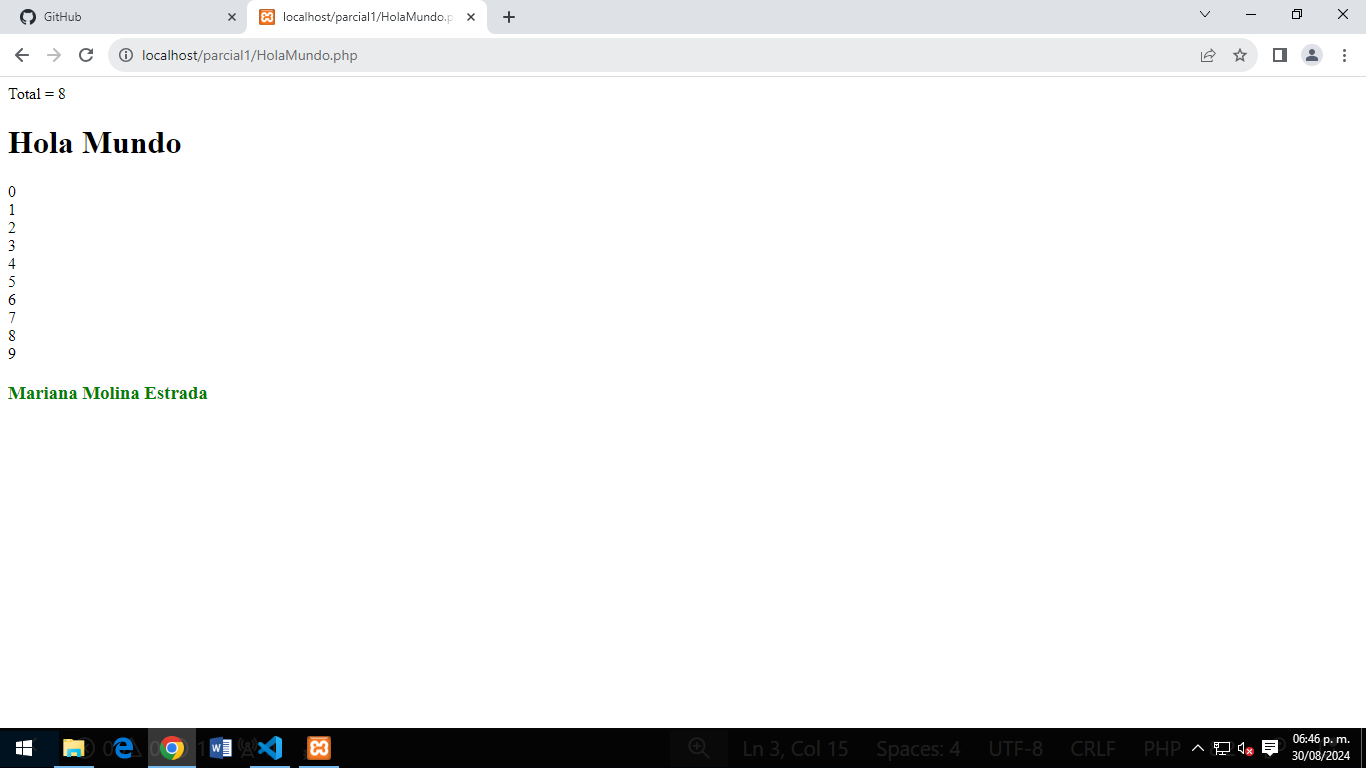 GitHub
localhost/parcial1/HolaMundo.p
localhost/parcial1/HolaMundo.php
Total = 8
Hola Mundo
0
1
2
3
4
5
6
7
8
9
Mariana Molina Estrada
Ln 3, Col 15 Spaces: 4 UTF-8 CRLF PHP
06:46 p. m.
30/08/2024